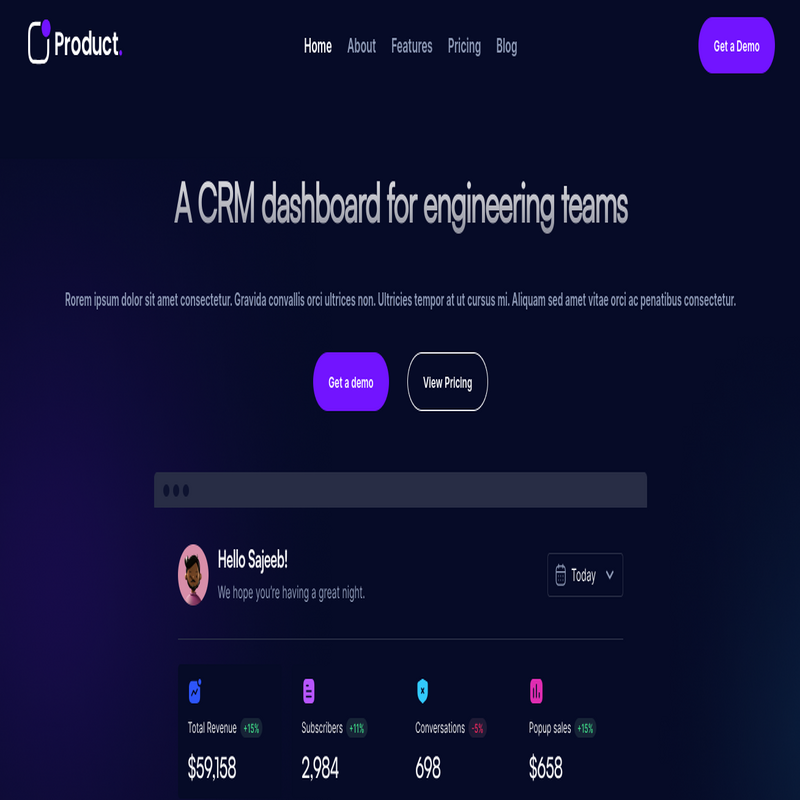 Product.
Home About Features Pricing Blog
Get a Demo
A CRM dashboard for engineering teams
Rorem ipsum dolor sit amet consectetur. Gravida convallis orci ultrices non. Ultricies tempor at ut cursus mi. Aliquam sed amet vitae orci ac penatibus consectetur.
Get a demo
View Pricing
Hello Sajeeb!
We hope you're having a great night.
Today
Total Revenue +15%
$59,158
Subscribers +11%
2,984
Conversations -5%
698
Popup sales +15%
$658